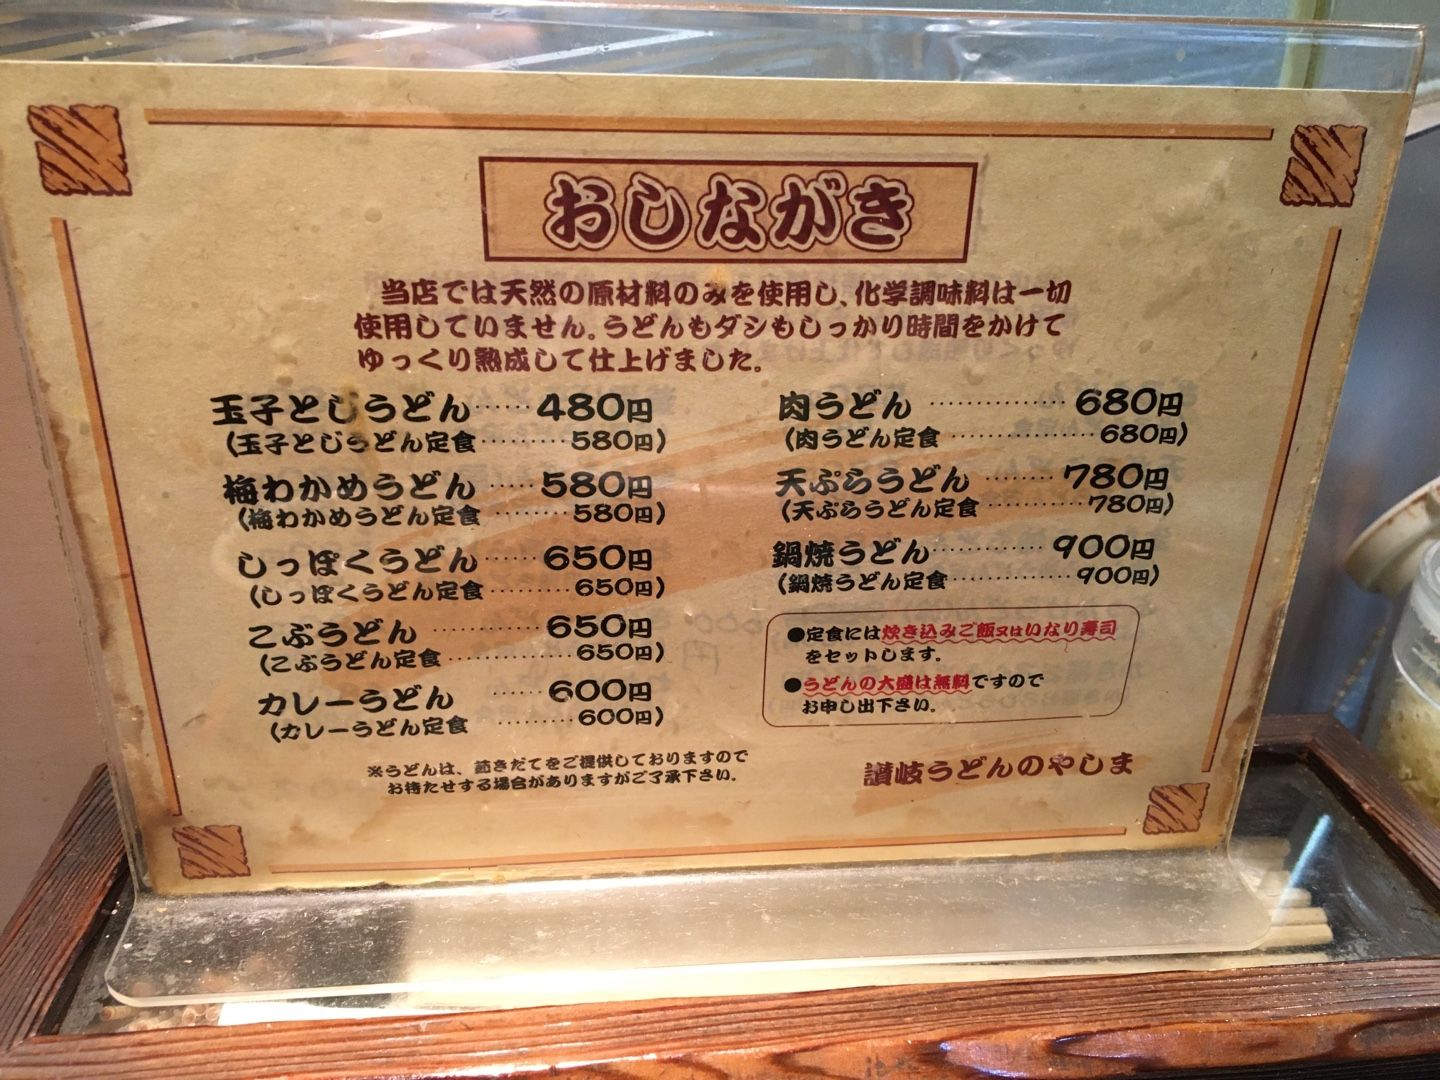 おしながき
当店では天然の原材料のみを使用し、化学調味料は一切
使用していません。うどんもダシもしっかり時間をかけて
ゆっくり熟成して仕上げました。
玉子とじうどん……480円
(玉子とじうどん定食………580円)
梅わかめうどん……580円
(梅わかめうどん定食………580円)
しっぽくうどん……650円
(しっぽくうどん定食………650円)
こぶうどん…………650円
(こぶうどん定食…………650円)
カレーうどん……600円
(カレーうどん定食………600円)
肉うどん……………680円
(肉うどん定食……………680円)
天ぷらうどん………780円
(天ぷらうどん定食………780円)
鍋焼うどん…………900円
(鍋焼うどん定食…………900円)
●定食には炊き込みご飯又はいなり寿司
をセットします。
●うどんの大盛は無料ですので
お申し出下さい。
※うどんは、茹きだてをご提供しておりますので
お待たせする場合がありますがご了承下さい。
讃岐うどんのやしま